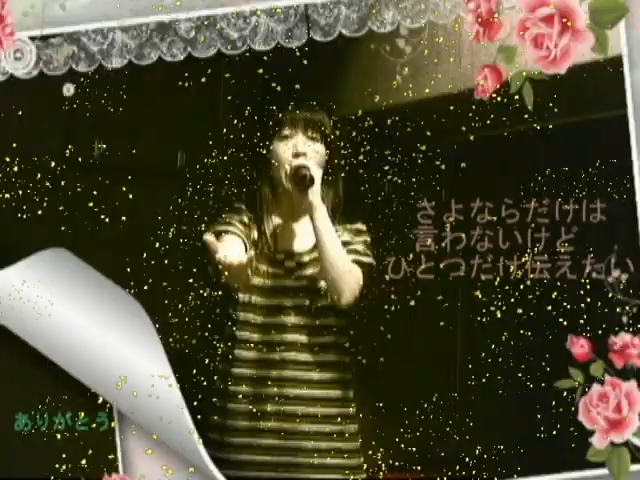 さよならだけは
言わないけど
ひとつだけ伝えたい
ありがとう